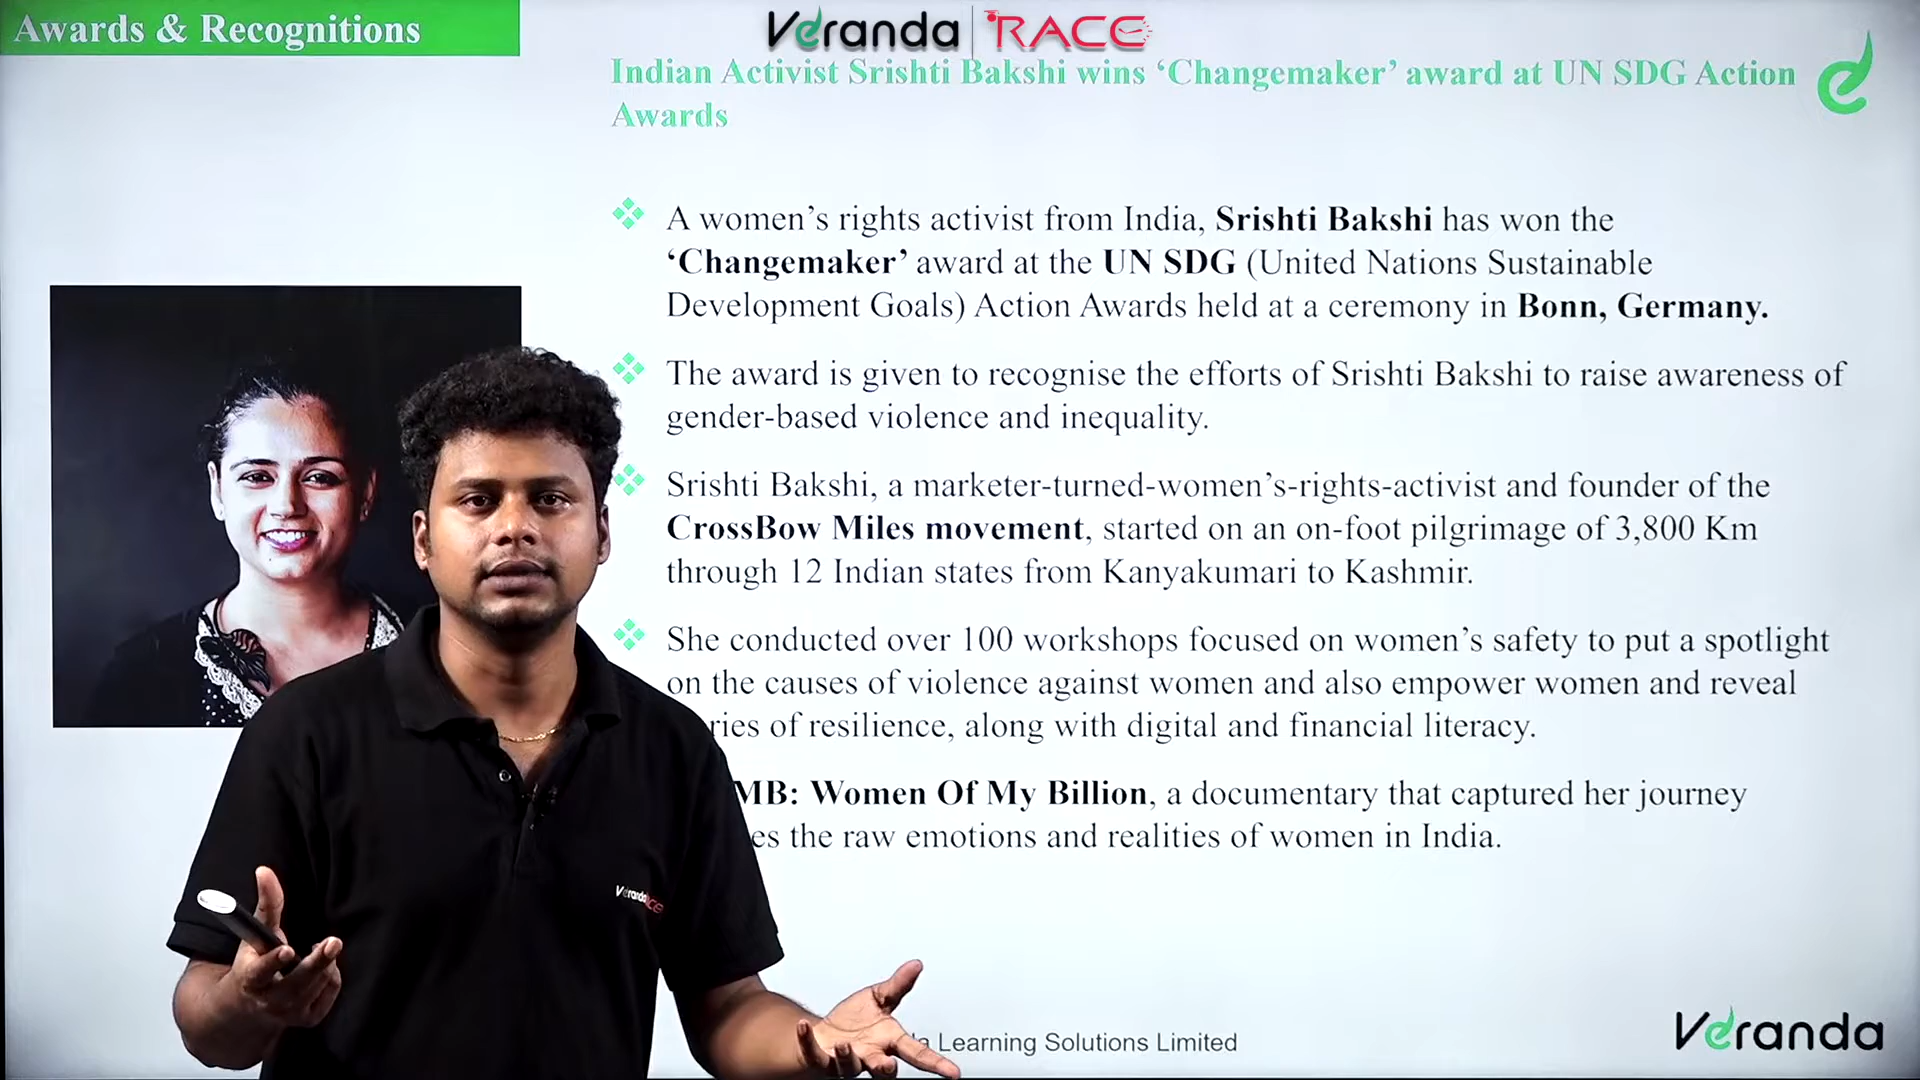 Awards & Recognitions
Veranda RACE
Indian Activist Srishti Bakshi wins ‘Changemaker’ award at UN SDG Action
Awards
A women’s rights activist from India, Srishti Bakshi has won the
‘Changemaker’ award at the UN SDG (United Nations Sustainable
Development Goals) Action Awards held at a ceremony in Bonn, Germany.
The award is given to recognise the efforts of Srishti Bakshi to raise awareness of
gender-based violence and inequality.
Srishti Bakshi, a marketer-turned-women’s-rights-activist and founder of the
CrossBow Miles movement, started on an on-foot pilgrimage of 3,800 Km
through 12 Indian states from Kanyakumari to Kashmir.
She conducted over 100 workshops focused on women’s safety to put a spotlight
on the causes of violence against women and also empower women and reveal
of resilience, along with digital and financial literacy.
Women Of My Billion, a documentary that captured her journey
the raw emotions and realities of women in India.
Veranda RACE
Learning Solutions Limited
Veranda